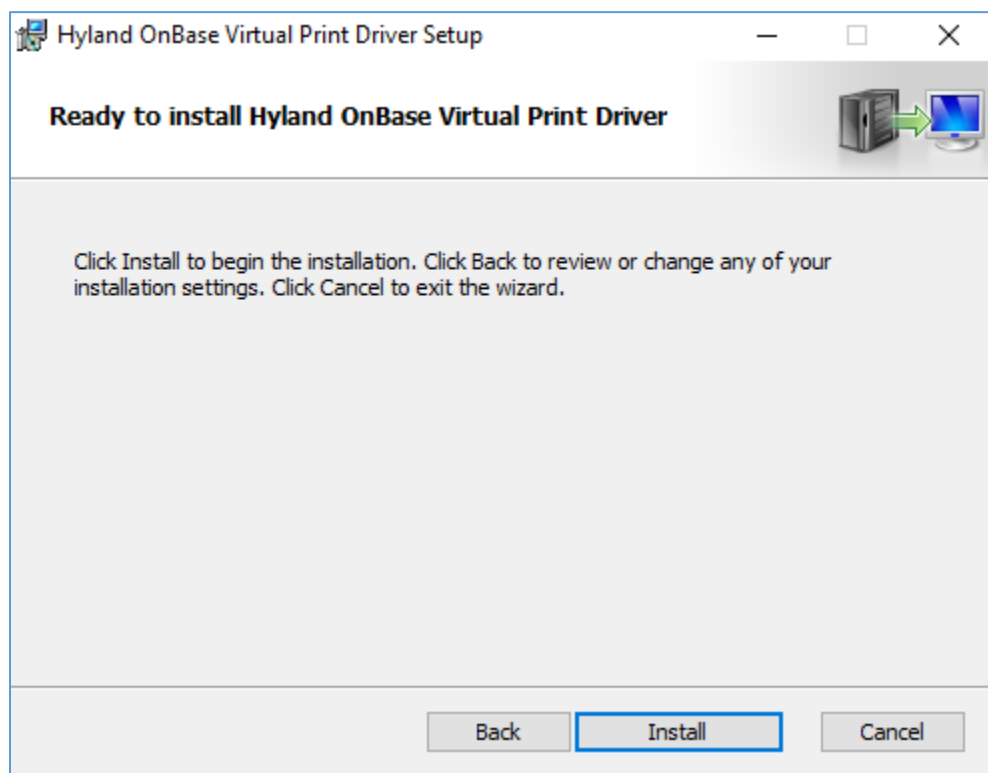 Hyland OnBase Virtual Print Driver Setup
Ready to install Hyland OnBase Virtual Print Driver
Click Install to begin the installation. Click Back to review or change any of your
installation settings. Click Cancel to exit the wizard.
Back Install Cancel